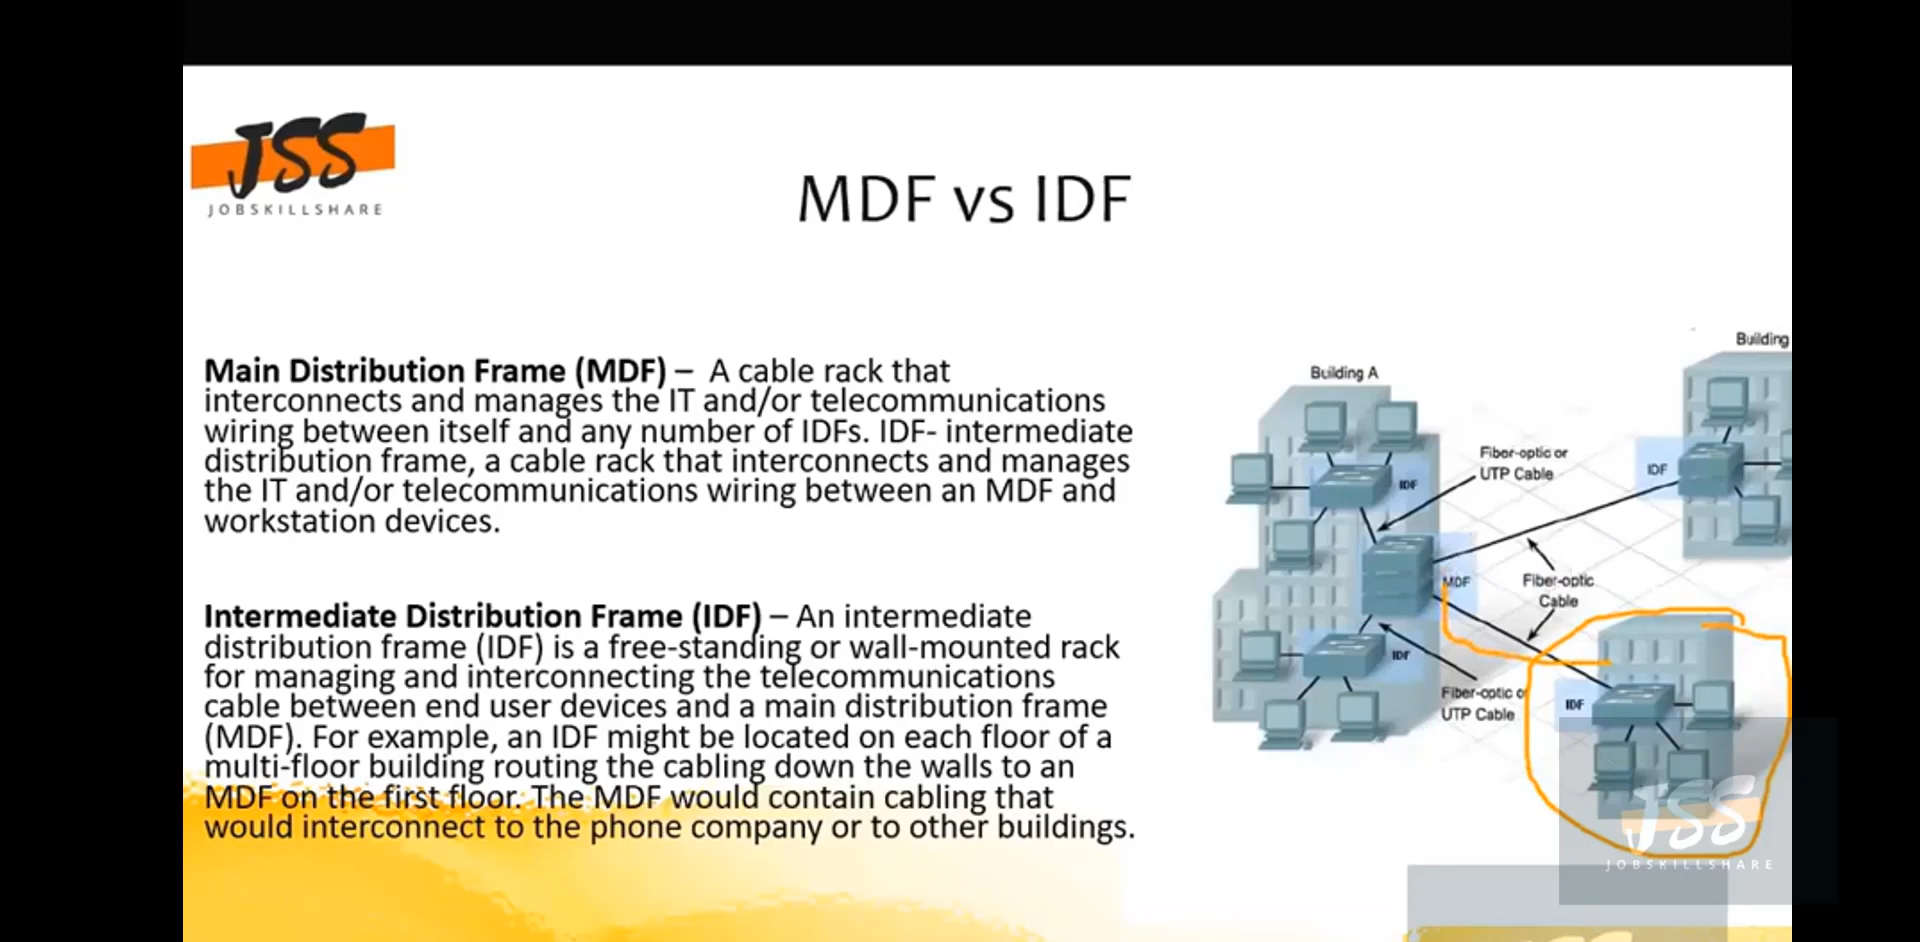 JSS
JOBSKILLSHARE
MDF vs IDF
Main Distribution Frame (MDF) – A cable rack that
interconnects and manages the IT and/or telecommunications
wiring between itself and any number of IDFs. IDF- intermediate
distribution frame, a cable rack that interconnects and manages
the IT and/or telecommunications wiring between an MDF and
workstation devices.
Intermediate Distribution Frame (IDF) – An intermediate
distribution frame (IDF) is a free-standing or wall-mounted rack
for managing and interconnecting the telecommunications
cable between end user devices and a main distribution frame
(MDF). For example, an IDF might be located on each floor of a
multi-floor building routing the cabling down the walls to an
MDF on the first floor. The MDF would contain cabling that
would interconnect to the phone company or to other buildings.
Building
Building A
Fiber-optic or
UTP Cable
IDF
IDF
MDF
Fiber-optic
Cable
IDF
Fiber-optic o
UTP Cable
IDF
JSS
JOBSKILLSHARE
JSS